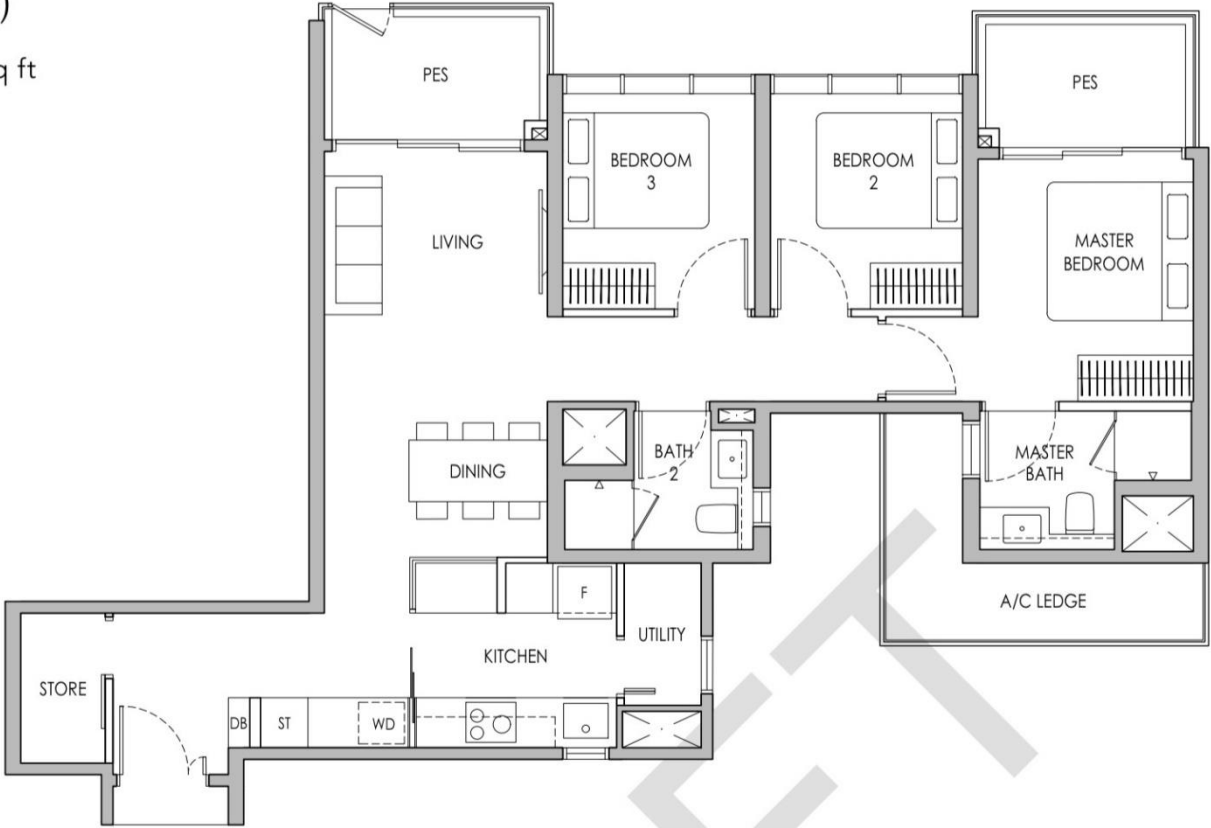 )
q ft
PES
PES
BEDROOM
3
BEDROOM
2
LIVING
MASTER
BEDROOM
DINING
BATH
2
MASTER
BATH
F
A/C LEDGE
UTILITY
KITCHEN
STORE
DB
ST
WD
ET